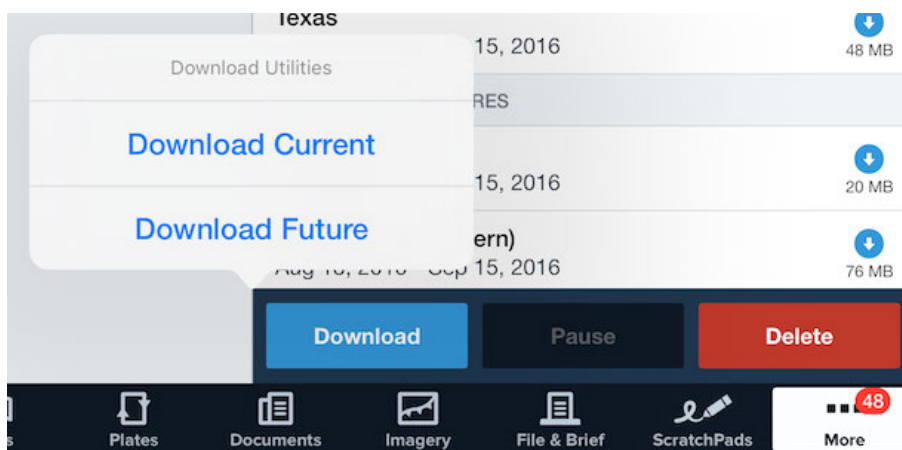 Texas
15, 2016
48 MB
Download Utilities
RES
Download Current
15, 2016
20 MB
Download Future
ern)
Sep 15, 2016
76 MB
Download
Pause
Delete
s
Plates
Documents
Imagery
File & Brief
ScratchPads
48
More